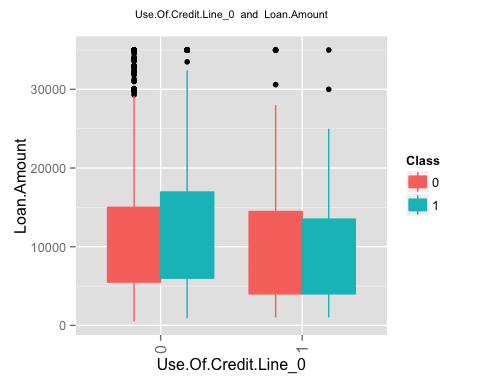 Use.Of.Credit.Line_0 and Loan.Amount
Loan.Amount
30000
20000
10000
0
0
1
Use.Of.Credit.Line_0
Class
0
1